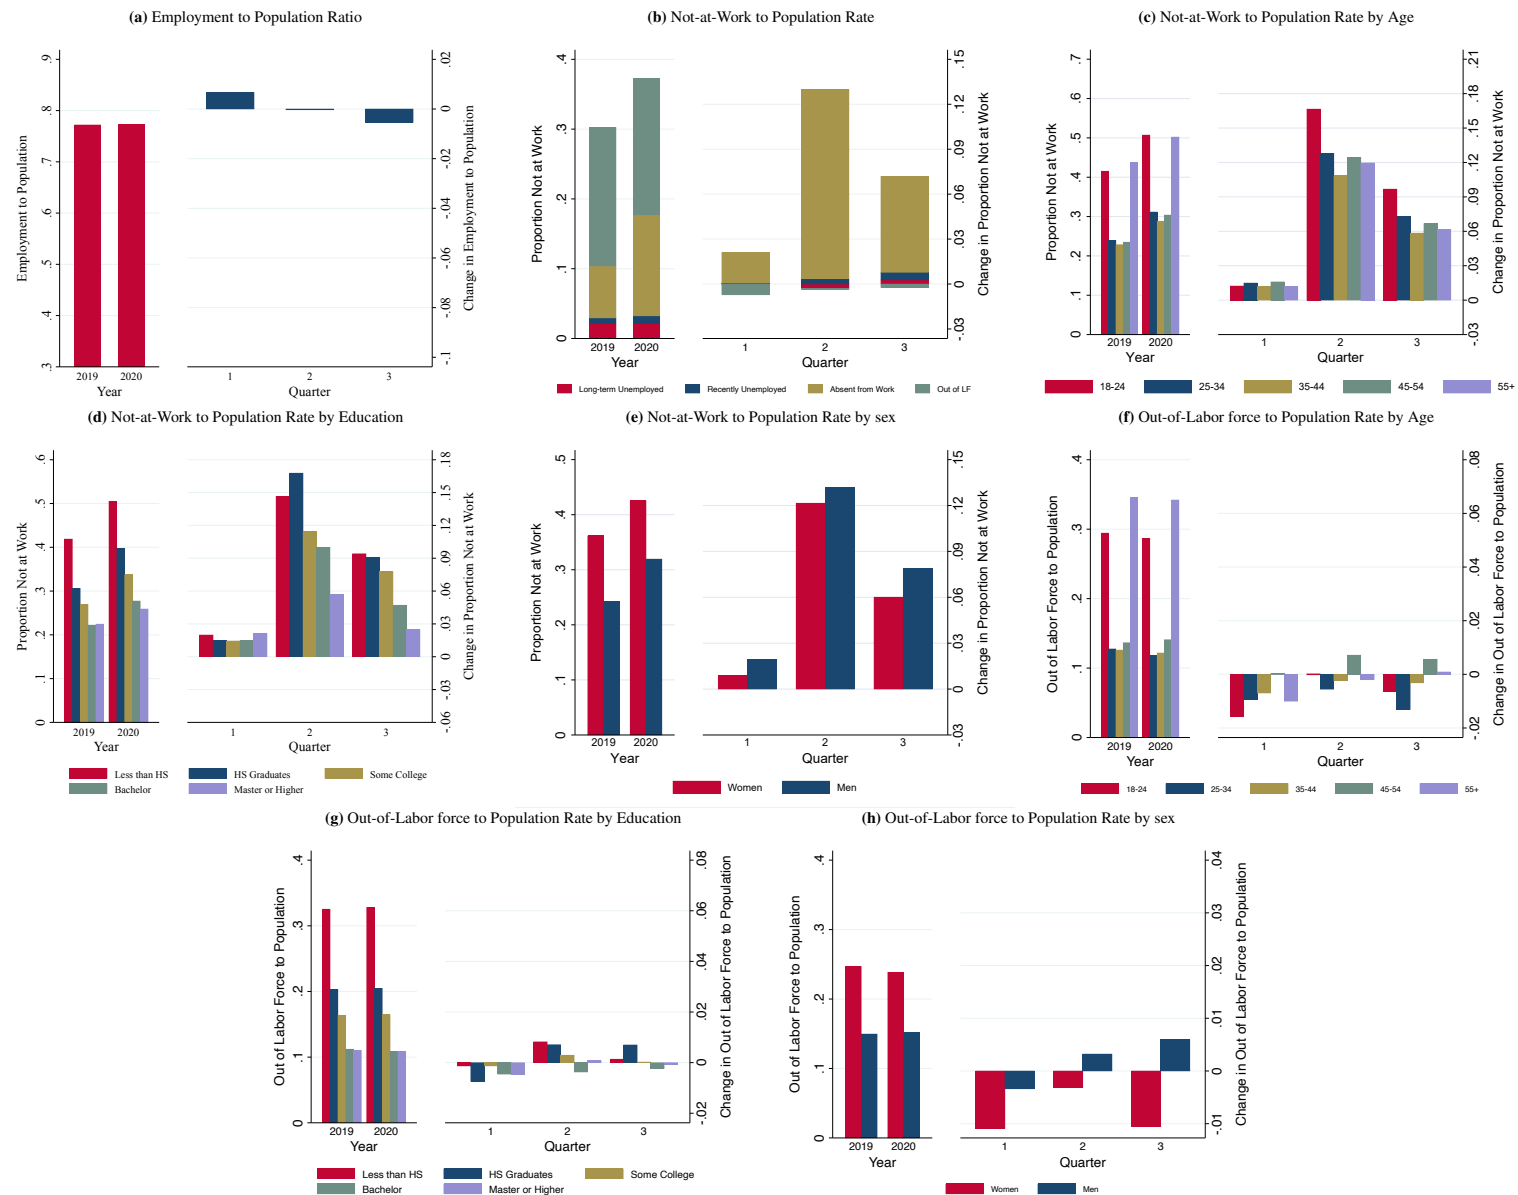 (a) Employment to Population Ratio
Employment to Population
.3 .4 .5 .6 .7 .8 .9
2019 2020
Year
1 2 3
Quarter
-.1 -.08 -.06 -.04 -.02 0 .02
Change in Employment to Population
(b) Not-at-Work to Population Rate
Proportion Not at Work
0 .1 .2 .3 .4
2019 2020
Year
1 2 3
Quarter
-.03 0 .03 .06 .09 .12 .15
Change in Proportion Not at Work
Long-term Unemployed Recently Unemployed Absent from Work Out of LF
(c) Not-at-Work to Population Rate by Age
Proportion Not at Work
0 .1 .2 .3 .4 .5 .6 .7
2019 2020
Year
1 2 3
Quarter
-.03 0 .03 .06 .09 .12 .15 .18 .21
Change in Proportion Not at Work
18-24 25-34 35-44 45-54 55+
(d) Not-at-Work to Population Rate by Education
Proportion Not at Work
0 .1 .2 .3 .4 .5 .6
2019 2020
Year
1 2 3
Quarter
-.06 -.03 0 .03 .06 .09 .12 .15 .18
Change in Proportion Not at Work
Less than HS HS Graduates Some College
Bachelor Master or Higher
(e) Not-at-Work to Population Rate by sex
Proportion Not at Work
0 .1 .2 .3 .4 .5
2019 2020
Year
1 2 3
Quarter
-.03 0 .03 .06 .09 .12 .15
Change in Proportion Not at Work
Women Men
(f) Out-of-Labor force to Population Rate by Age
Out of Labor Force to Population
0 .1 .2 .3 .4
2019 2020
Year
1 2 3
Quarter
-.02 0 .02 .04 .06 .08
Change in Out of Labor Force to Population
18-24 25-34 35-44 45-54 55+
(g) Out-of-Labor force to Population Rate by Education
Out of Labor Force to Population
0 .1 .2 .3 .4
2019 2020
Year
1 2 3
Quarter
-.02 0 .02 .04 .06 .08
Change in Out of Labor Force to Population
Less than HS HS Graduates Some College
Bachelor Master or Higher
(h) Out-of-Labor force to Population Rate by sex
Out of Labor Force to Population
0 .1 .2 .3 .4
2019 2020
Year
1 2 3
Quarter
-.01 0 .01 .02 .03 .04
Change in Out of Labor Force to Population
Women Men